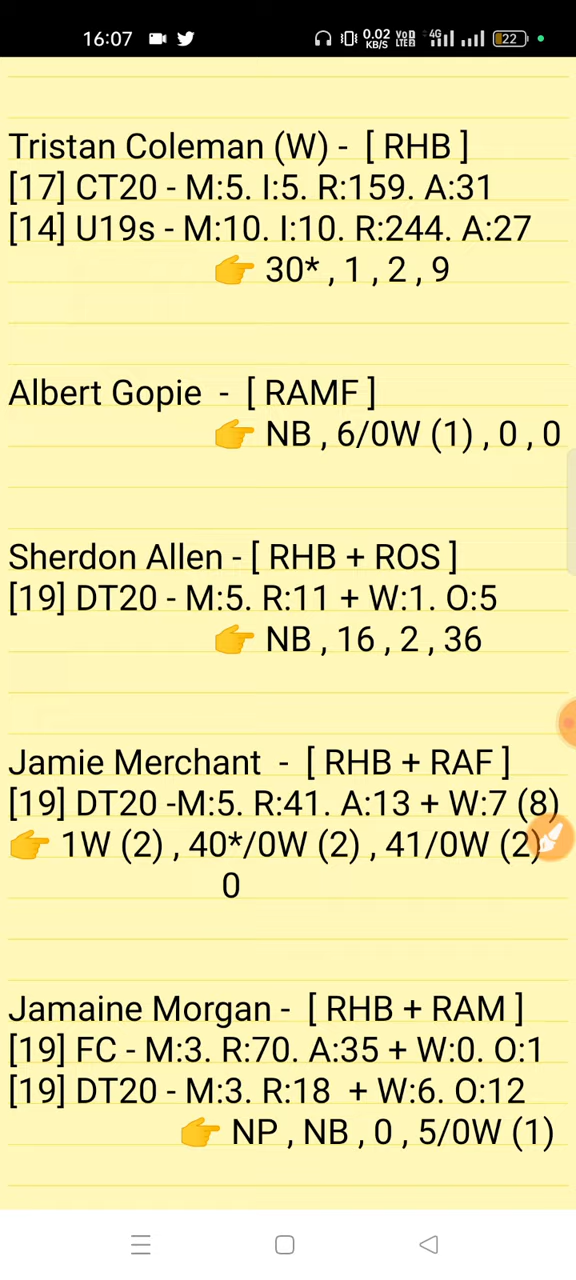 16:07 0.02 KB/S VoD LTE 4G 22
Tristan Coleman (W) - [ RHB ]
[17] CT20 - M:5. I:5. R:159. A:31
[14] U19s - M:10. I:10. R:244. A:27
👉 30* , 1 , 2 , 9
Albert Gopie - [ RAMF ]
👉 NB , 6/0W (1) , 0 , 0
Sherdon Allen - [ RHB + ROS ]
[19] DT20 - M:5. R:11 + W:1. O:5
👉 NB , 16 , 2 , 36
Jamie Merchant - [ RHB + RAF ]
[19] DT20 -M:5. R:41. A:13 + W:7 (8)
👉 1W (2) , 40*/0W (2) , 41/0W (2)
0
Jamaine Morgan - [ RHB + RAM ]
[19] FC - M:3. R:70. A:35 + W:0. O:1
[19] DT20 - M:3. R:18 + W:6. O:12
👉 NP , NB , 0 , 5/0W (1)